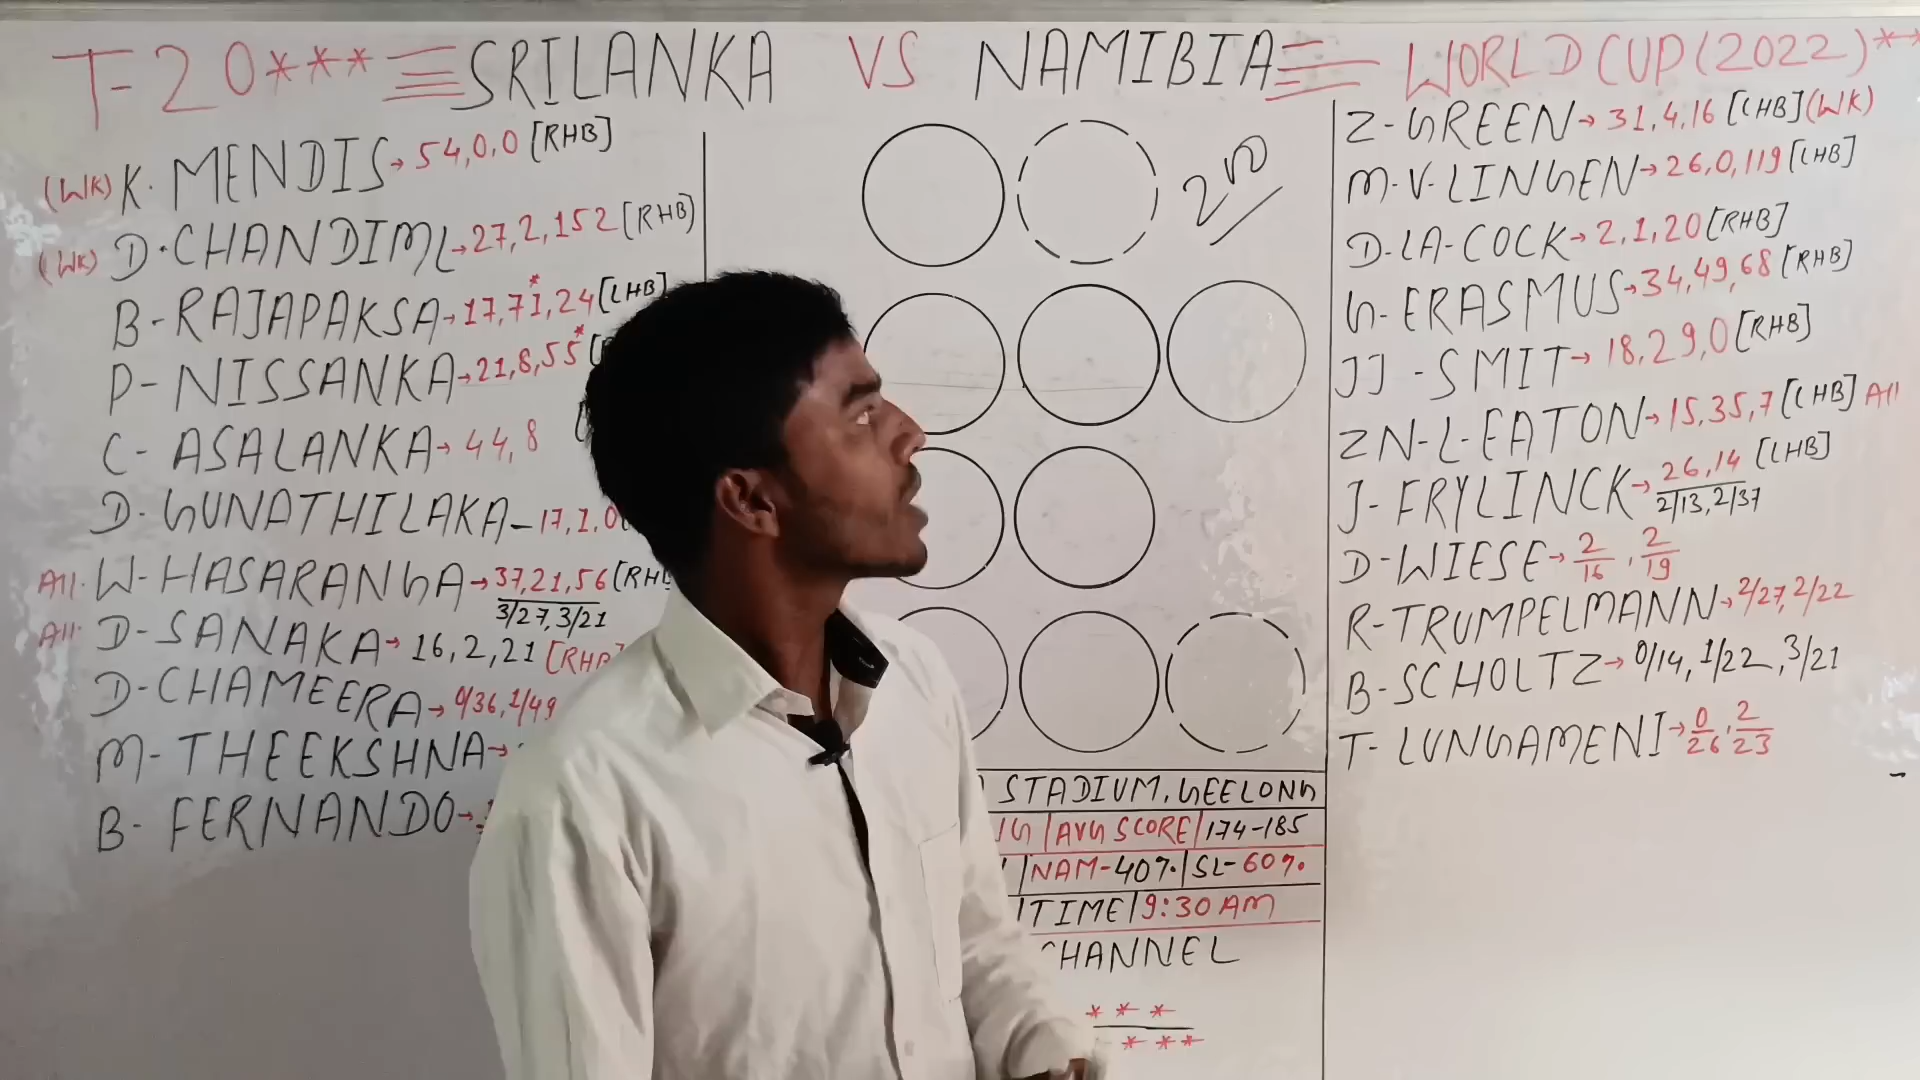 T-20*** SRILANKA VS NAMIBIA WORLD CUP (2022)**
(WK) K. MENDIS→54,0,0 [RHB]
(WK) D. CHANDIML→27,2,152 [RHB]
B-RAJAPAKSA→17,71*,24 [LHB]
P-NISSANKA→21,8,55*
C-ASALANKA→44,8
D-GUNATHILAKA-17,1,0
All. W-HASARANGA→37,21,56 [RHB
3/27,3/21
All. D-SANAKA→16,2,21 [RHB]
D-CHAMEERA→0/36,1/49
M-THEEKSHNA→
B-FERNANDO→
2ND
STADIUM, GEELONG
AVG SCORE | 174-185
NAM-40% | SL-60%
TIME | 9:30 AM
CHANNEL
* * *
* * *
Z-GREEN→31,4,16 [LHB] (WK)
M-V-LINGEN→26,0,119 [LHB]
D-LA-COCK→2,1,20 [RHB]
G-ERASMUS→34,49,68 [RHB]
JJ-SMIT→18,29,0 [RHB]
ZN-L-EATON→15,35,7 [LHB] All
J-FRYLINCK→26,14 [LHB]
2/13,2/37
D-WIESE→2/16, 2/19
R-TRUMPELMANN→2/27,2/22
B-SCHOLTZ→0/14,1/22,3/21
T-LUNGAMENI→0/26, 2/23